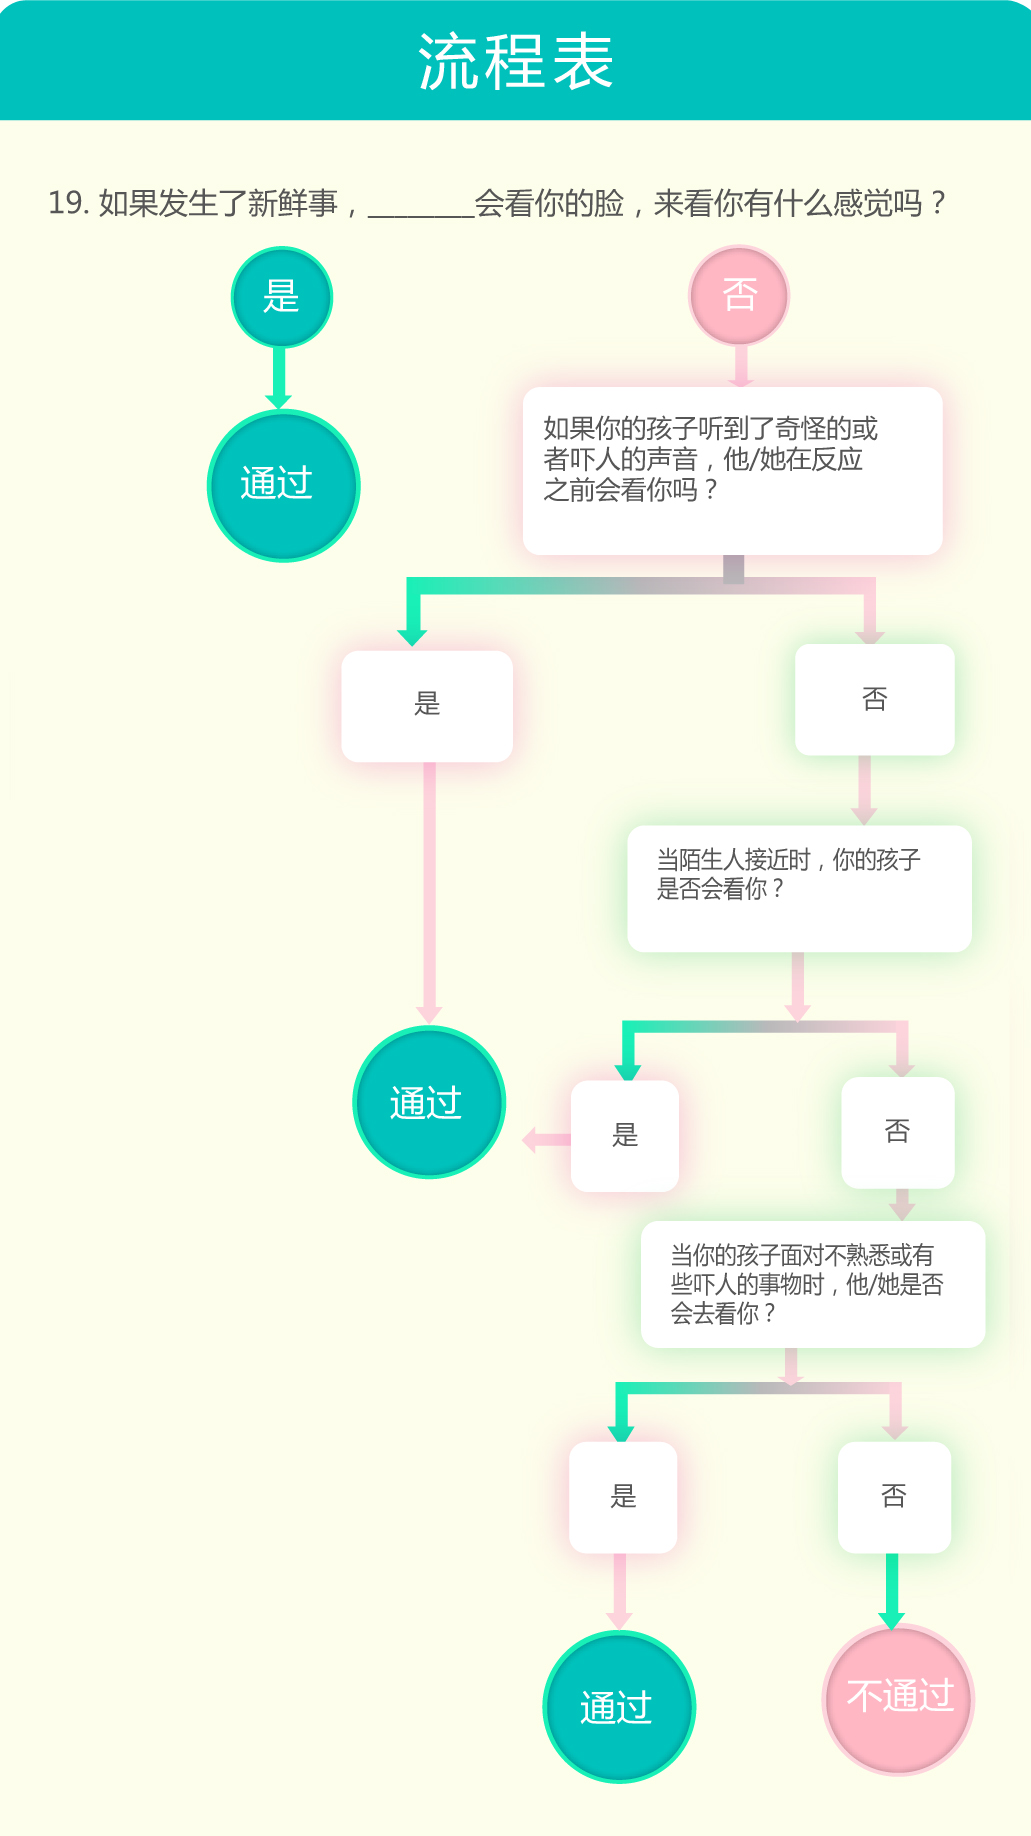 流程表
19. 如果发生了新鲜事，_______会看你的脸，来看你有什么感觉吗？
是
否
通过
如果你的孩子听到了奇怪的或
者吓人的声音，他/她在反应
之前会看你吗？
是
否
当陌生人接近时，你的孩子
是否会看你？
通过
是
否
当你的孩子面对不熟悉或有
些吓人的事物时，他/她是否
会去看你？
是
否
通过
不通过